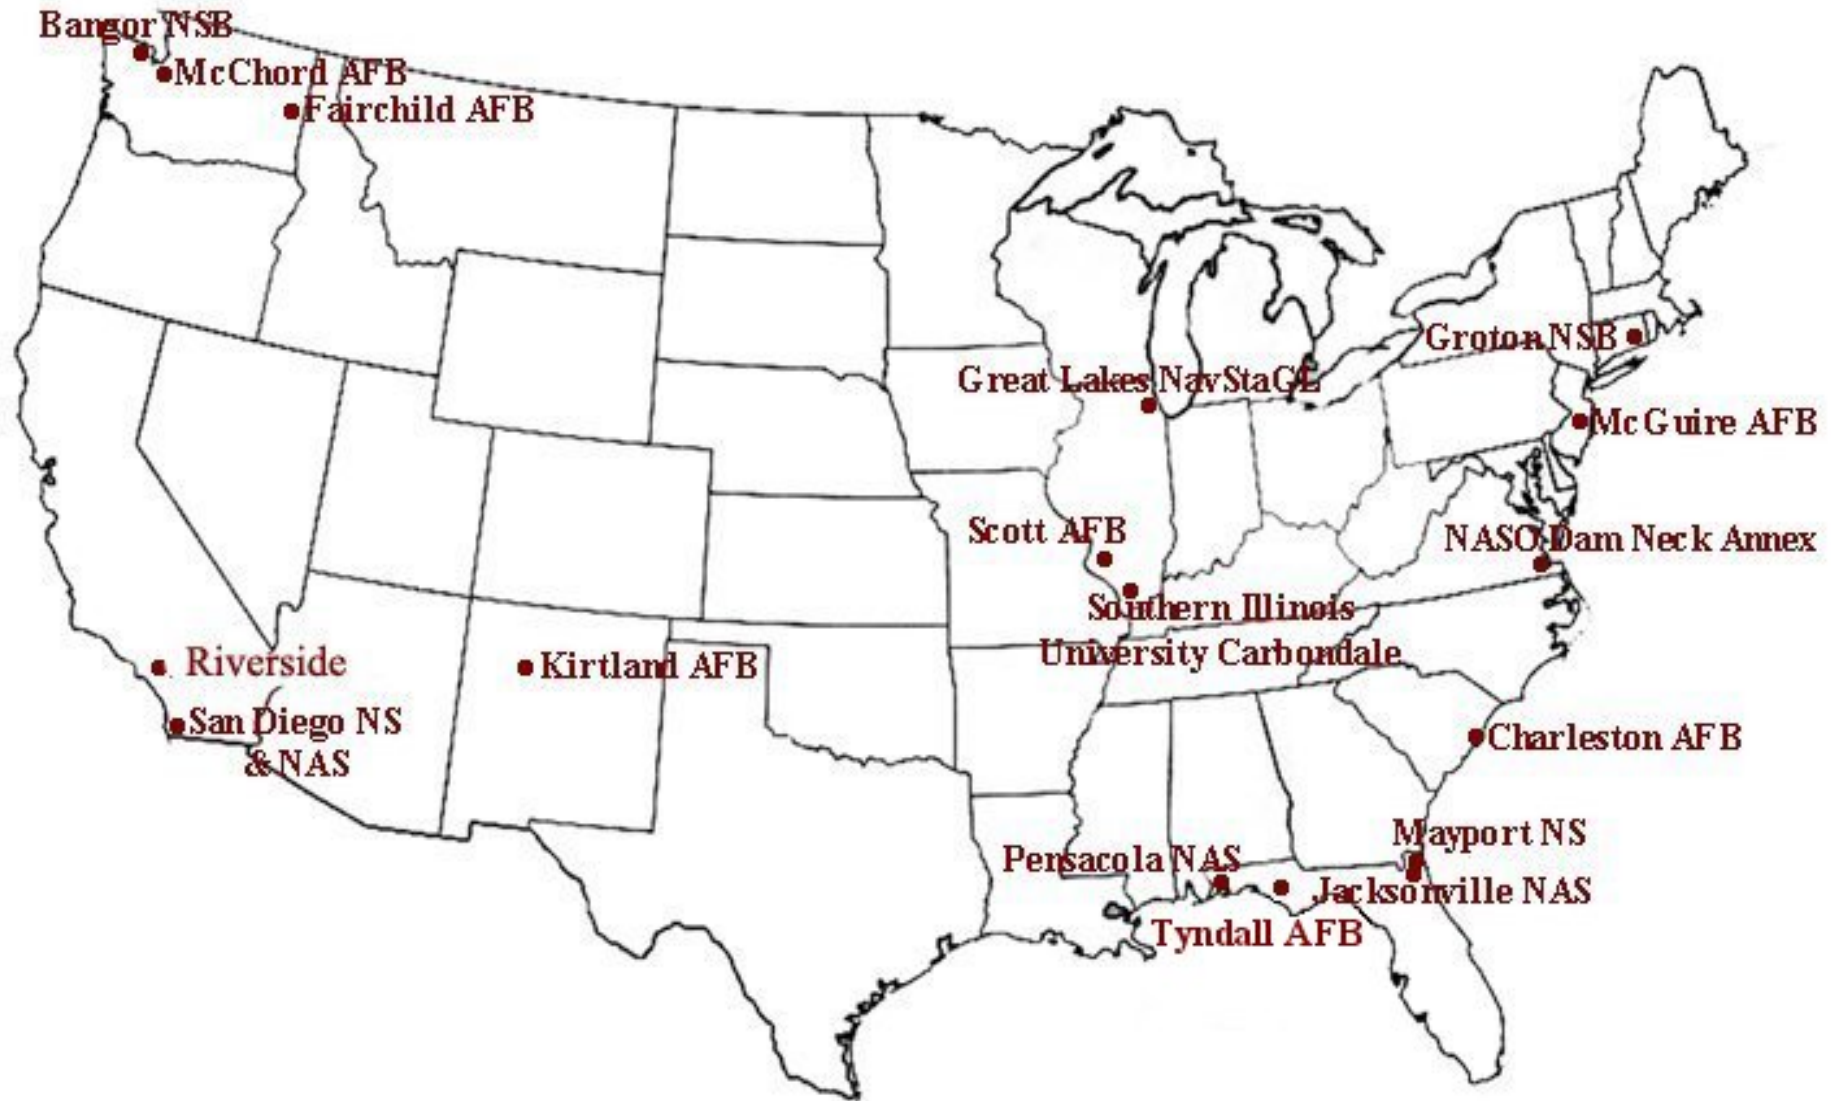 Bangor NSB
McChord AFB
Fairchild AFB
Groton NSB
Great Lakes NavStaGL
McGuire AFB
Scott AFB
NASO Dam Neck Annex
Southern Illinois
University Carbondale
Riverside
Kirtland AFB
San Diego NS
& NAS
Charleston AFB
Mayport NS
Pensacola NAS
Jacksonville NAS
Tyndall AFB